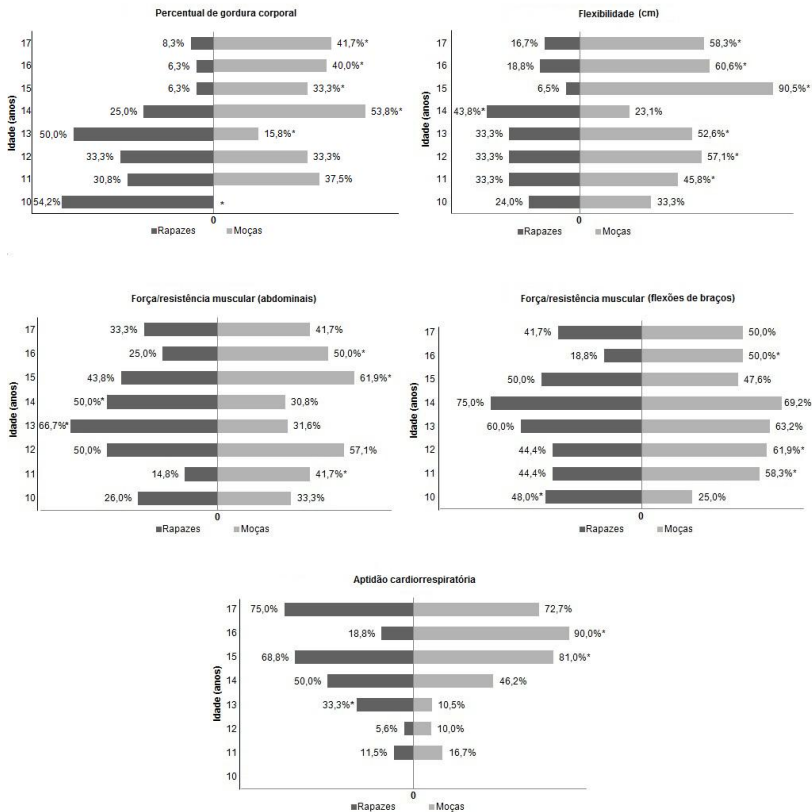 Percentual de gordura corporal
Idade (anos)
17 8,3% 41,7%*
16 6,3% 40,0%*
15 6,3% 33,3%*
14 25,0% 53,8%*
13 50,0% 15,8%*
12 33,3% 33,3%
11 30,8% 37,5%
10 54,2% *
0
Rapazes Moças
Flexibilidade (cm)
Idade (anos)
17 16,7% 58,3%*
16 18,8% 60,6%*
15 6,5% 90,5%*
14 43,8%* 23,1%
13 33,3% 52,6%*
12 33,3% 57,1%*
11 33,3% 45,8%*
10 24,0% 33,3%
0
Rapazes Moças
Força/resistência muscular (abdominais)
Idade (anos)
17 33,3% 41,7%
16 25,0% 50,0%*
15 43,8% 61,9%*
14 50,0%* 30,8%
13 66,7%* 31,6%
12 50,0% 57,1%
11 14,8% 41,7%*
10 26,0% 33,3%
0
Rapazes Moças
Força/resistência muscular (flexões de braços)
Idade (anos)
17 41,7% 50,0%
16 18,8% 50,0%*
15 50,0% 47,6%
14 75,0% 69,2%
13 60,0% 63,2%
12 44,4% 61,9%*
11 44,4% 58,3%*
10 48,0%* 25,0%
0
Rapazes Moças
Aptidão cardiorrespiratória
Idade (anos)
17 75,0% 72,7%
16 18,8% 90,0%*
15 68,8% 81,0%*
14 50,0% 46,2%
13 33,3%* 10,5%
12 5,6% 10,0%
11 11,5% 16,7%
10
0
Rapazes Moças